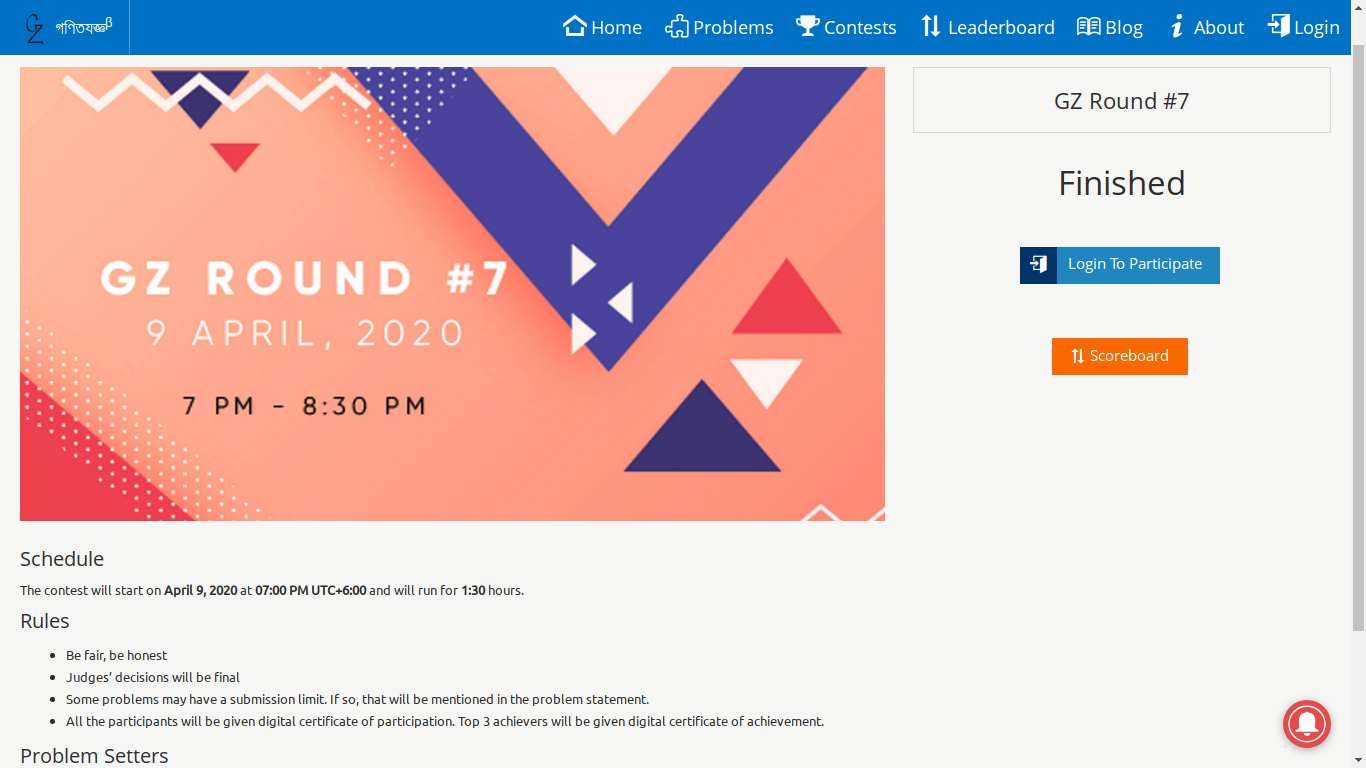 GZ গণিতযজ্ঞβ
Home Problems Contests Leaderboard Blog About Login
GZ ROUND #7
9 APRIL, 2020
7 PM - 8:30 PM
GZ Round #7
Finished
Login To Participate
Scoreboard
Schedule
The contest will start on April 9, 2020 at 07:00 PM UTC+6:00 and will run for 1:30 hours.
Rules
Be fair, be honest
Judges’ decisions will be final
Some problems may have a submission limit. If so, that will be mentioned in the problem statement.
All the participants will be given digital certificate of participation. Top 3 achievers will be given digital certificate of achievement.
Problem Setters